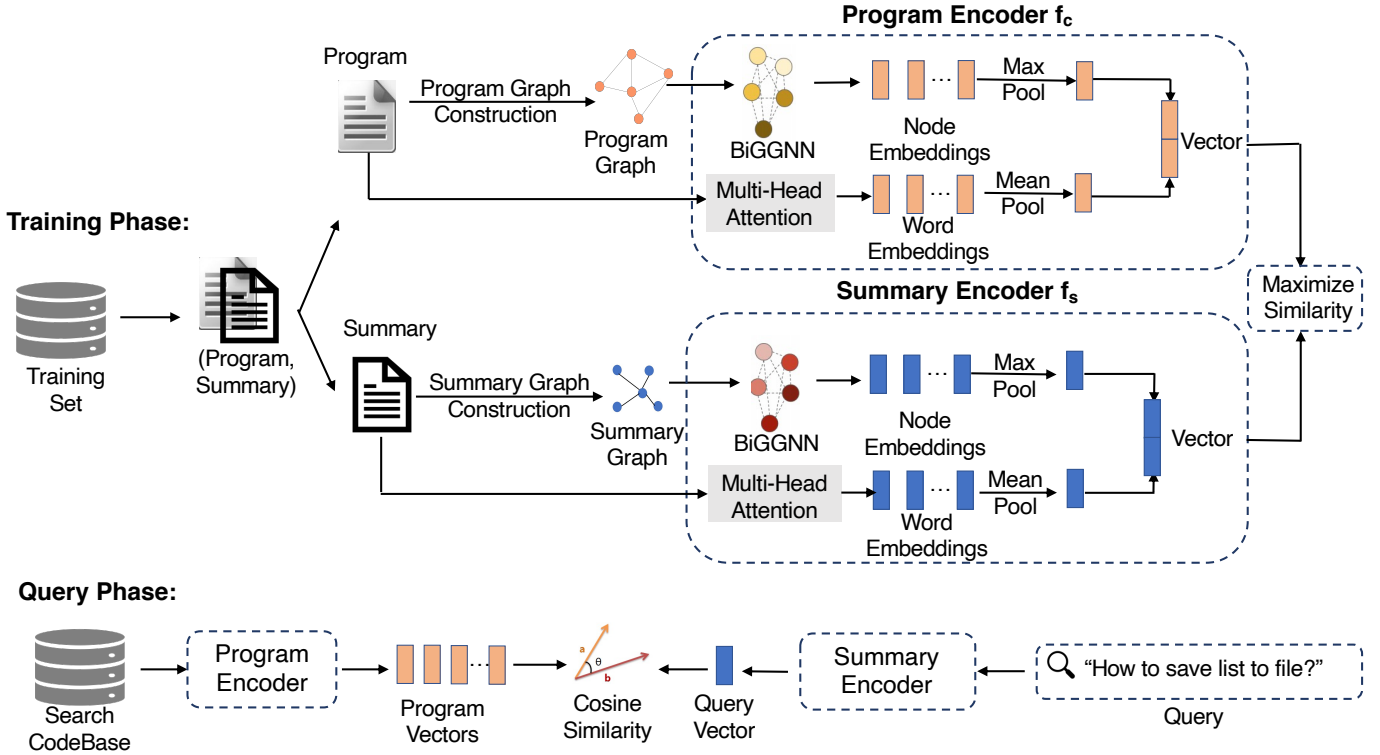 Program Encoder f_c
Program
Program Graph
Construction
Program
Graph
BiGGNN
...
Node
Embeddings
Max
Pool
Vector
Multi-Head
Attention
...
Word
Embeddings
Mean
Pool
Training Phase:
Training
Set
(Program,
Summary)
Maximize
Similarity
Summary Encoder f_s
Summary
Summary Graph
Construction
Summary
Graph
BiGGNN
...
Node
Embeddings
Max
Pool
Vector
Multi-Head
Attention
...
Word
Embeddings
Mean
Pool
Query Phase:
Search
CodeBase
Program
Encoder
...
Program
Vectors
a
θ
b
Cosine
Similarity
Query
Vector
Summary
Encoder
“How to save list to file?”
Query